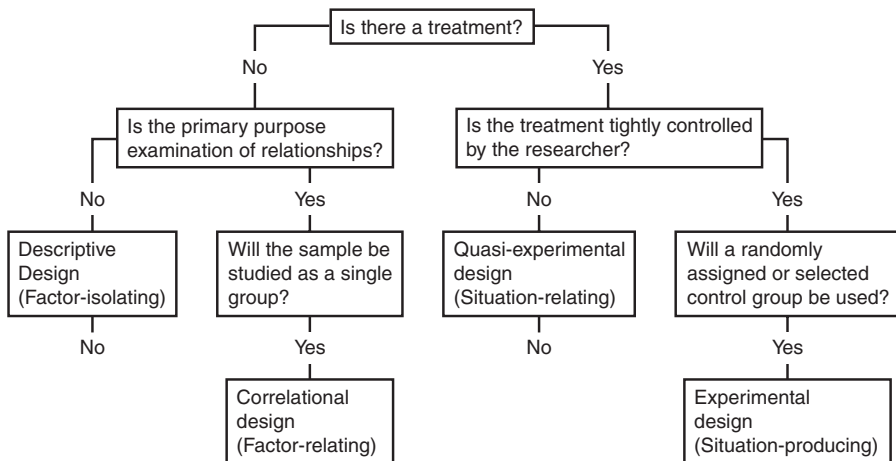 Is there a treatment?
No
Yes
Is the primary purpose
examination of relationships?
Is the treatment tightly controlled
by the researcher?
No
Yes
No
Yes
Descriptive
Design
(Factor-isolating)
Will the sample be
studied as a single
group?
Quasi-experimental
design
(Situation-relating)
Will a randomly
assigned or selected
control group be used?
No
Yes
No
Yes
Correlational
design
(Factor-relating)
Experimental
design
(Situation-producing)